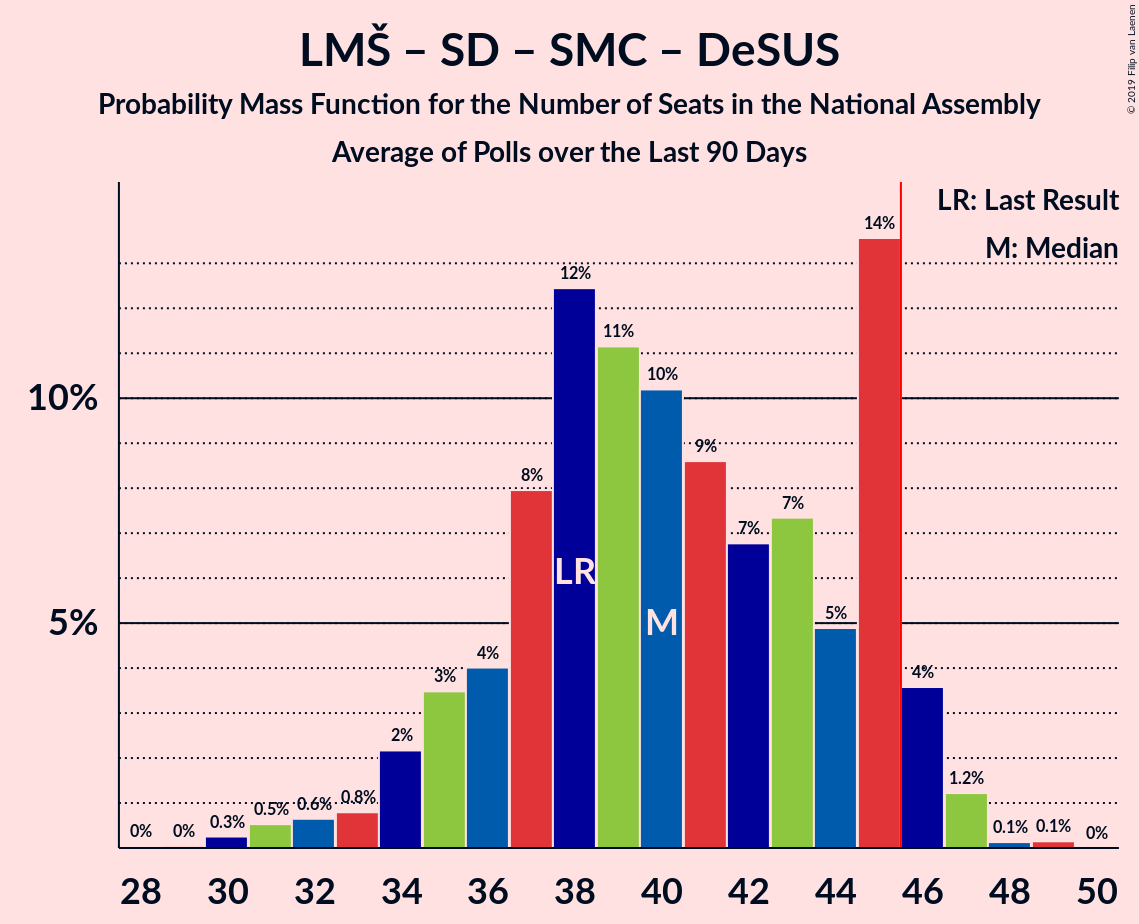 LMŠ – SD – SMC – DeSUS
Probability Mass Function for the Number of Seats in the National Assembly
Average of Polls over the Last 90 Days
© 2019 Filip van Laenen
LR: Last Result
M: Median
10%
5%
0%
0%
0.3%
0.5%
0.6%
0.8%
2%
3%
4%
8%
12%
11%
10%
9%
7%
7%
5%
14%
4%
1.2%
0.1%
0.1%
0%
LR
M
28 30 32 34 36 38 40 42 44 46 48 50